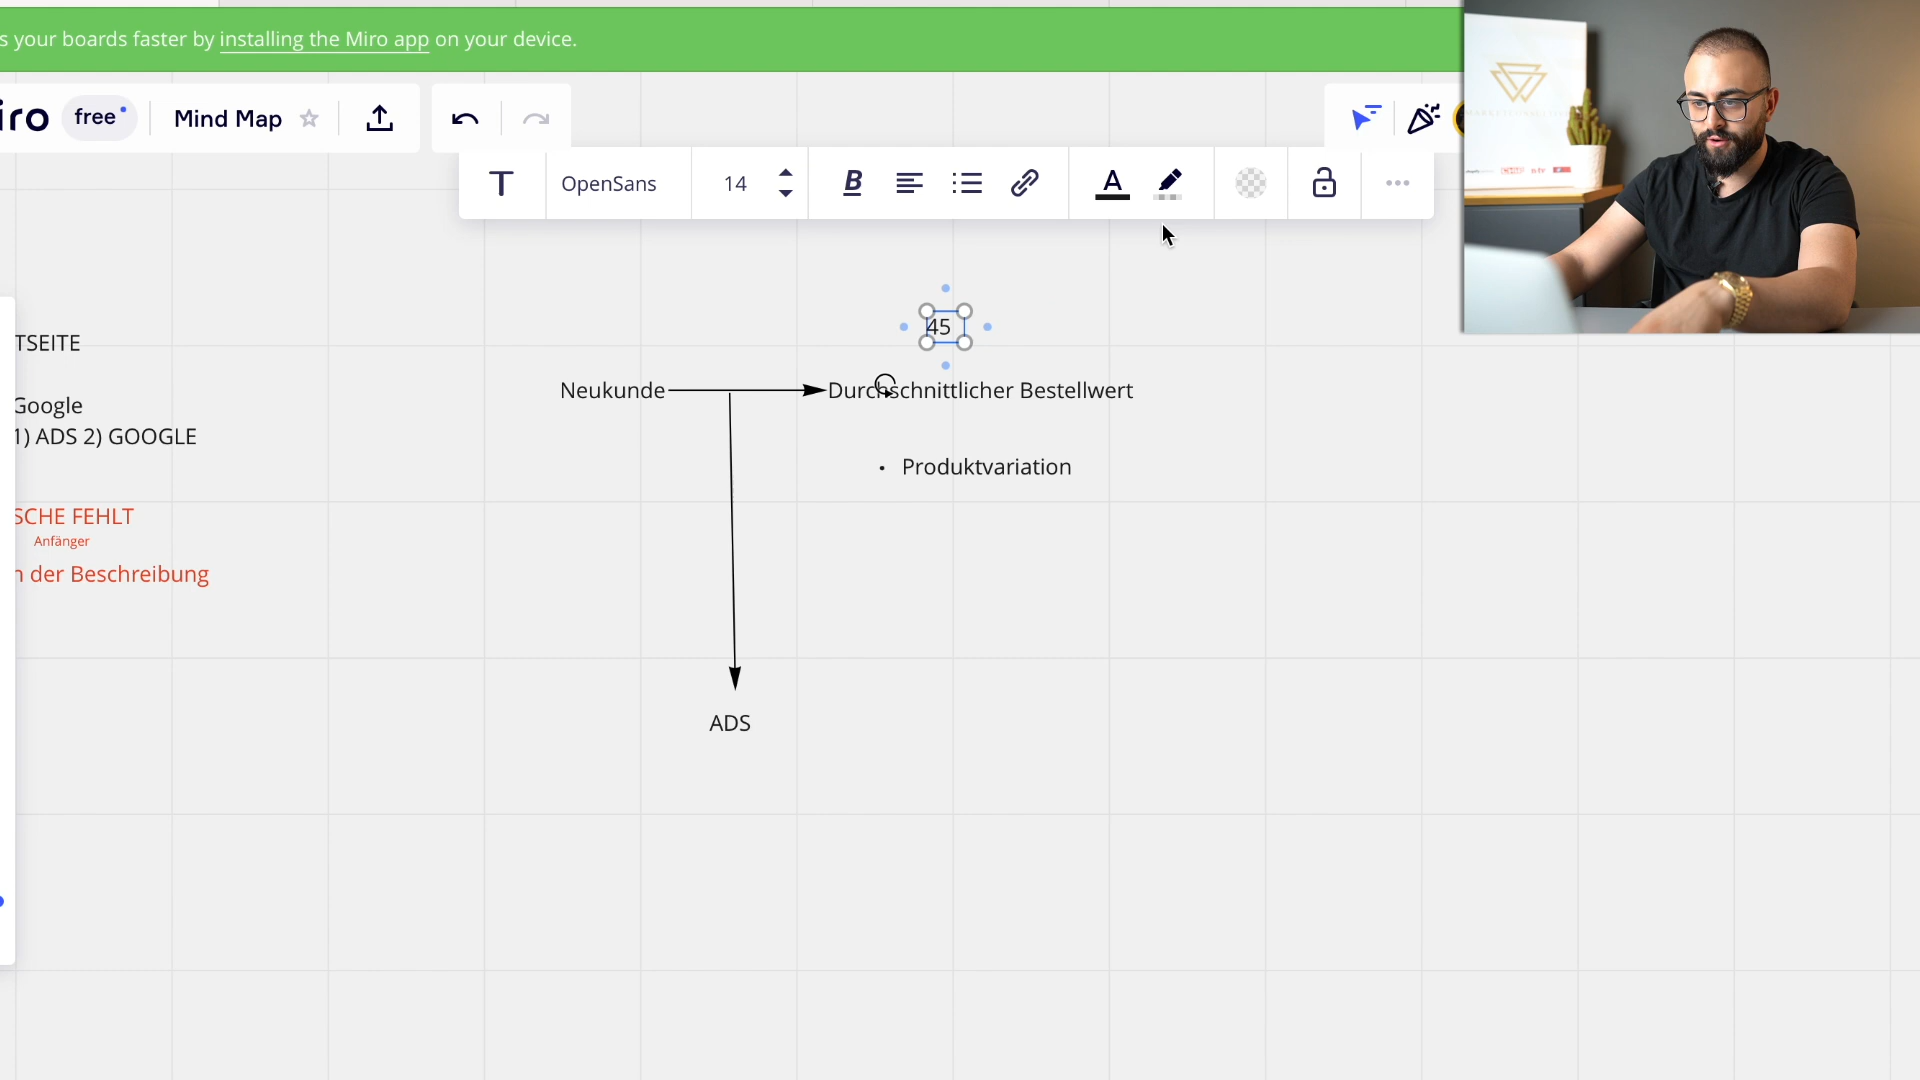 s your boards faster by installing the Miro app on your device.
iro free Mind Map
OpenSans 14 B A
45
TSEITE
Neukunde Durchschnittlicher Bestellwert
Google
1) ADS 2) GOOGLE
Produktvariation
SCHE FEHLT
Anfänger
n der Beschreibung
ADS